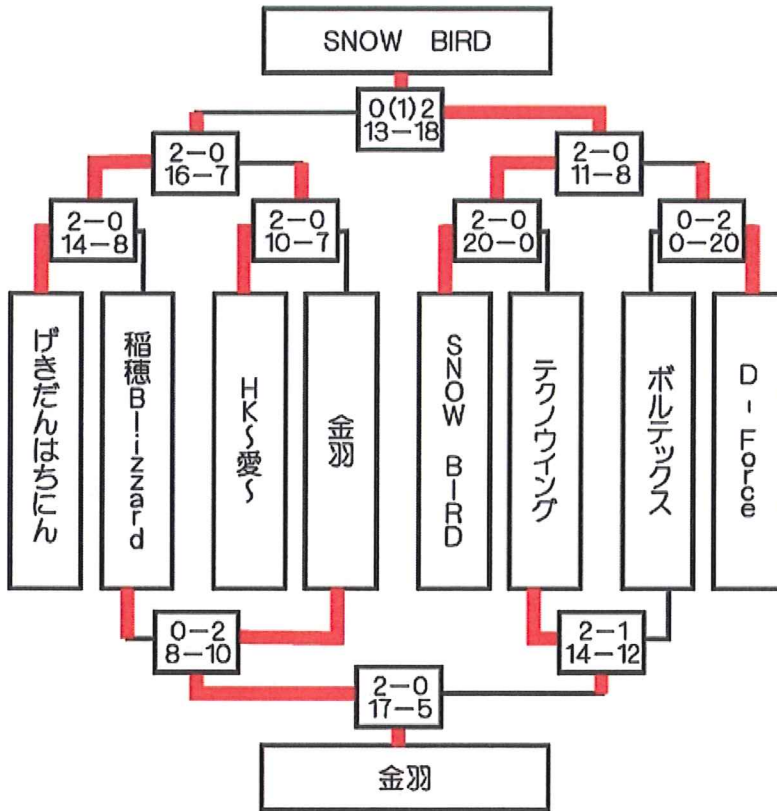 SNOW BIRD
0(1)2
13-18
2-0
16-7
2-0
11-8
2-0
14-8
2-0
10-7
2-0
20-0
0-2
0-20
げきだんはちにん
稲穂Blizzard
HK～愛～
金羽
SNOW BIRD
テクノウイング
ボルテックス
D-Force
0-2
8-10
2-1
14-12
2-0
17-5
金羽